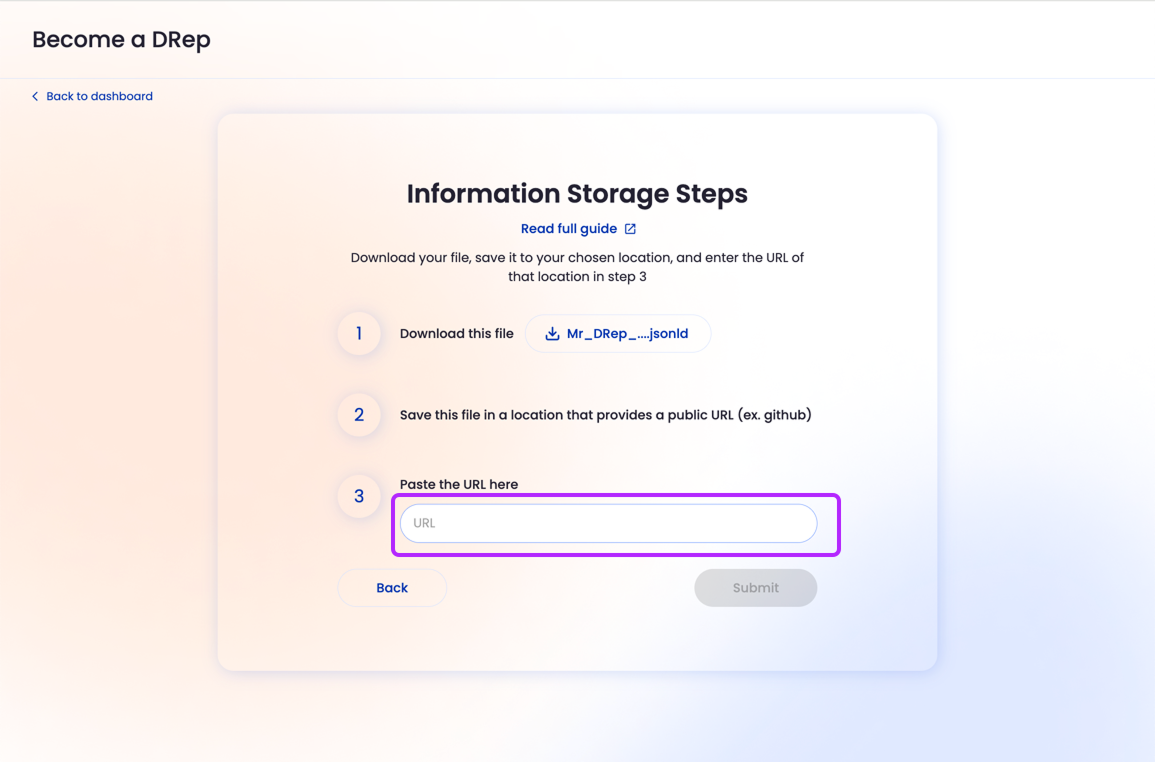 Become a DRep
Back to dashboard
Information Storage Steps
Read full guide
Download your file, save it to your chosen location, and enter the URL of
that location in step 3
1
Download this file
Mr_DRep_....jsonld
2
Save this file in a location that provides a public URL (ex. github)
3
Paste the URL here
URL
Back
Submit